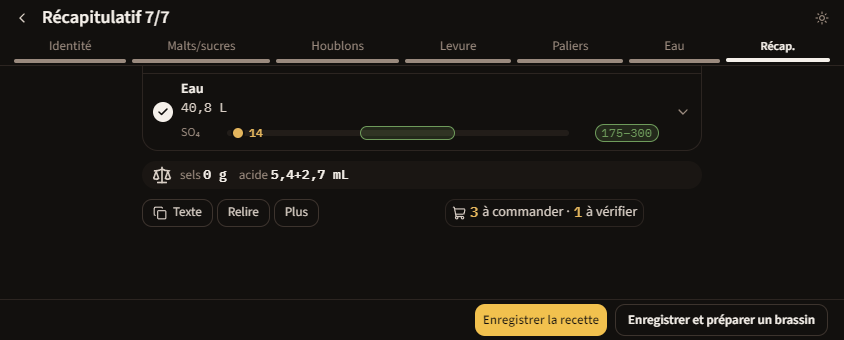 Récapitulatif 7/7
Identité Malts/sucres Houblons Levure Paliers Eau Récap.
Eau
40,8 L
SO₄ 14 175–300
sels 0 g acide 5,4+2,7 mL
Texte Relire Plus 3 à commander · 1 à vérifier
Enregistrer la recette Enregistrer et préparer un brassin